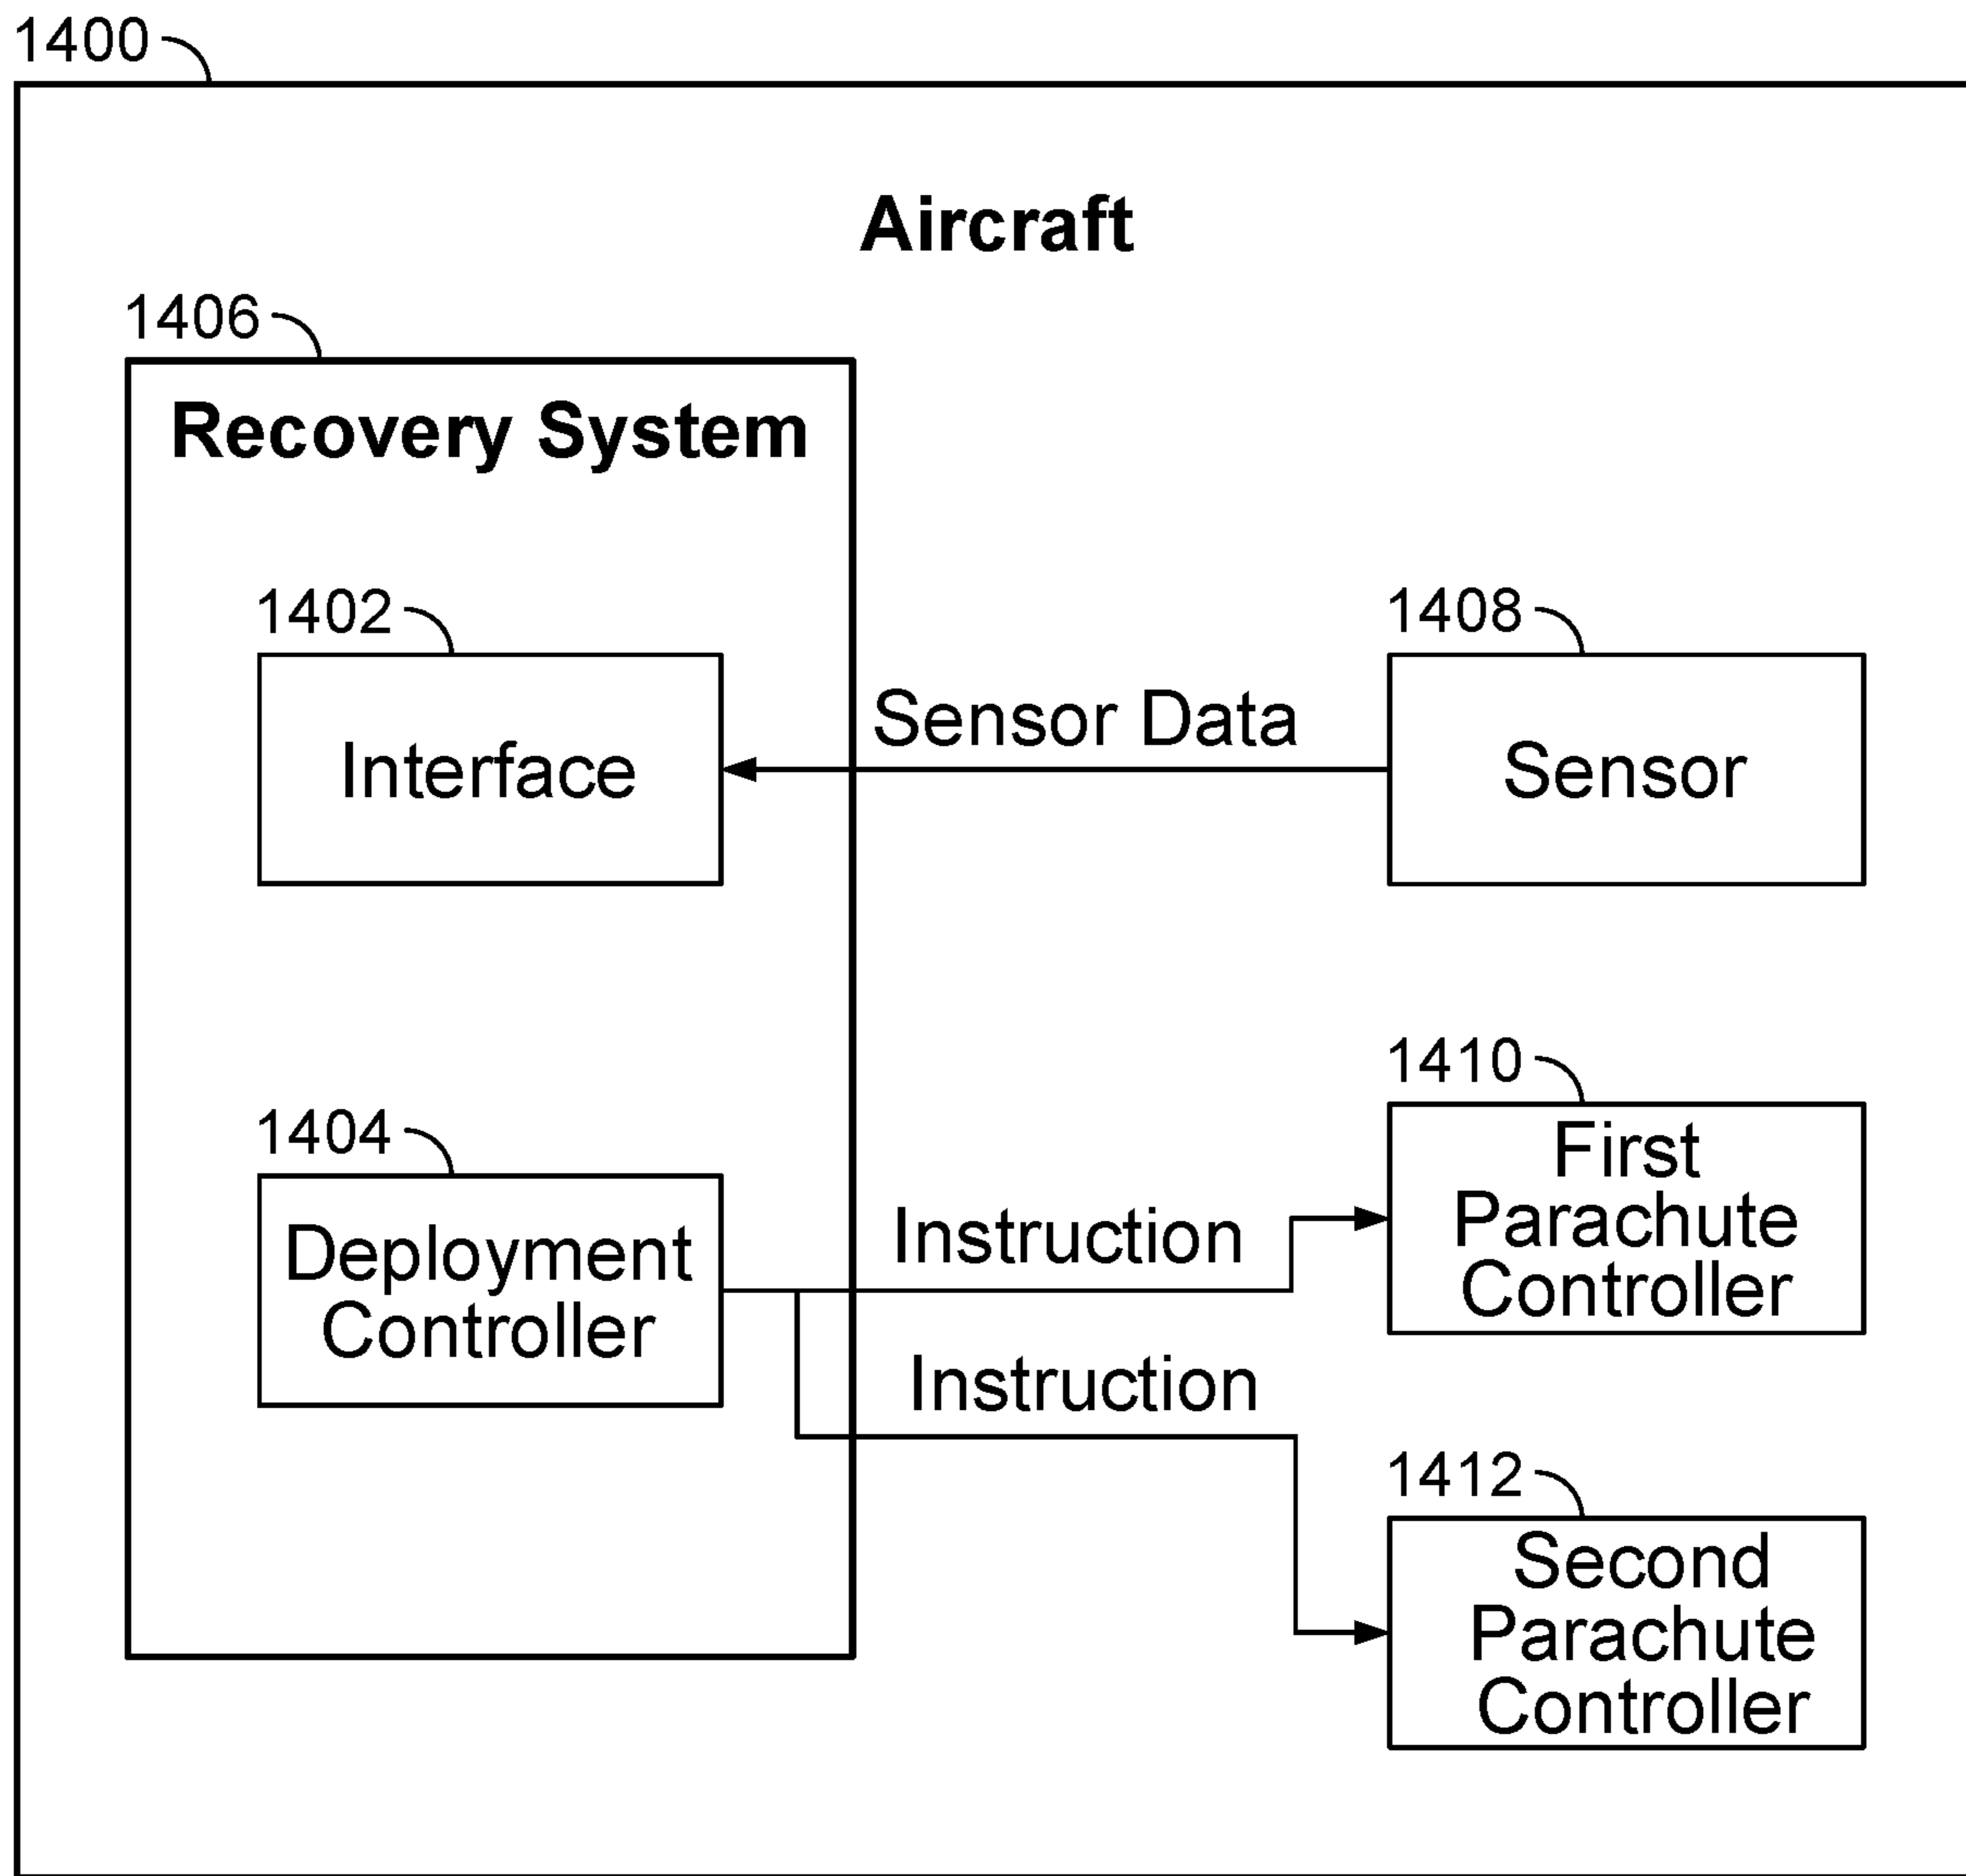 1400
Aircraft
1406
Recovery System
1402
Interface
Sensor Data
1408
Sensor
1404
Deployment
Controller
Instruction
Instruction
1410
First
Parachute
Controller
1412
Second
Parachute
Controller